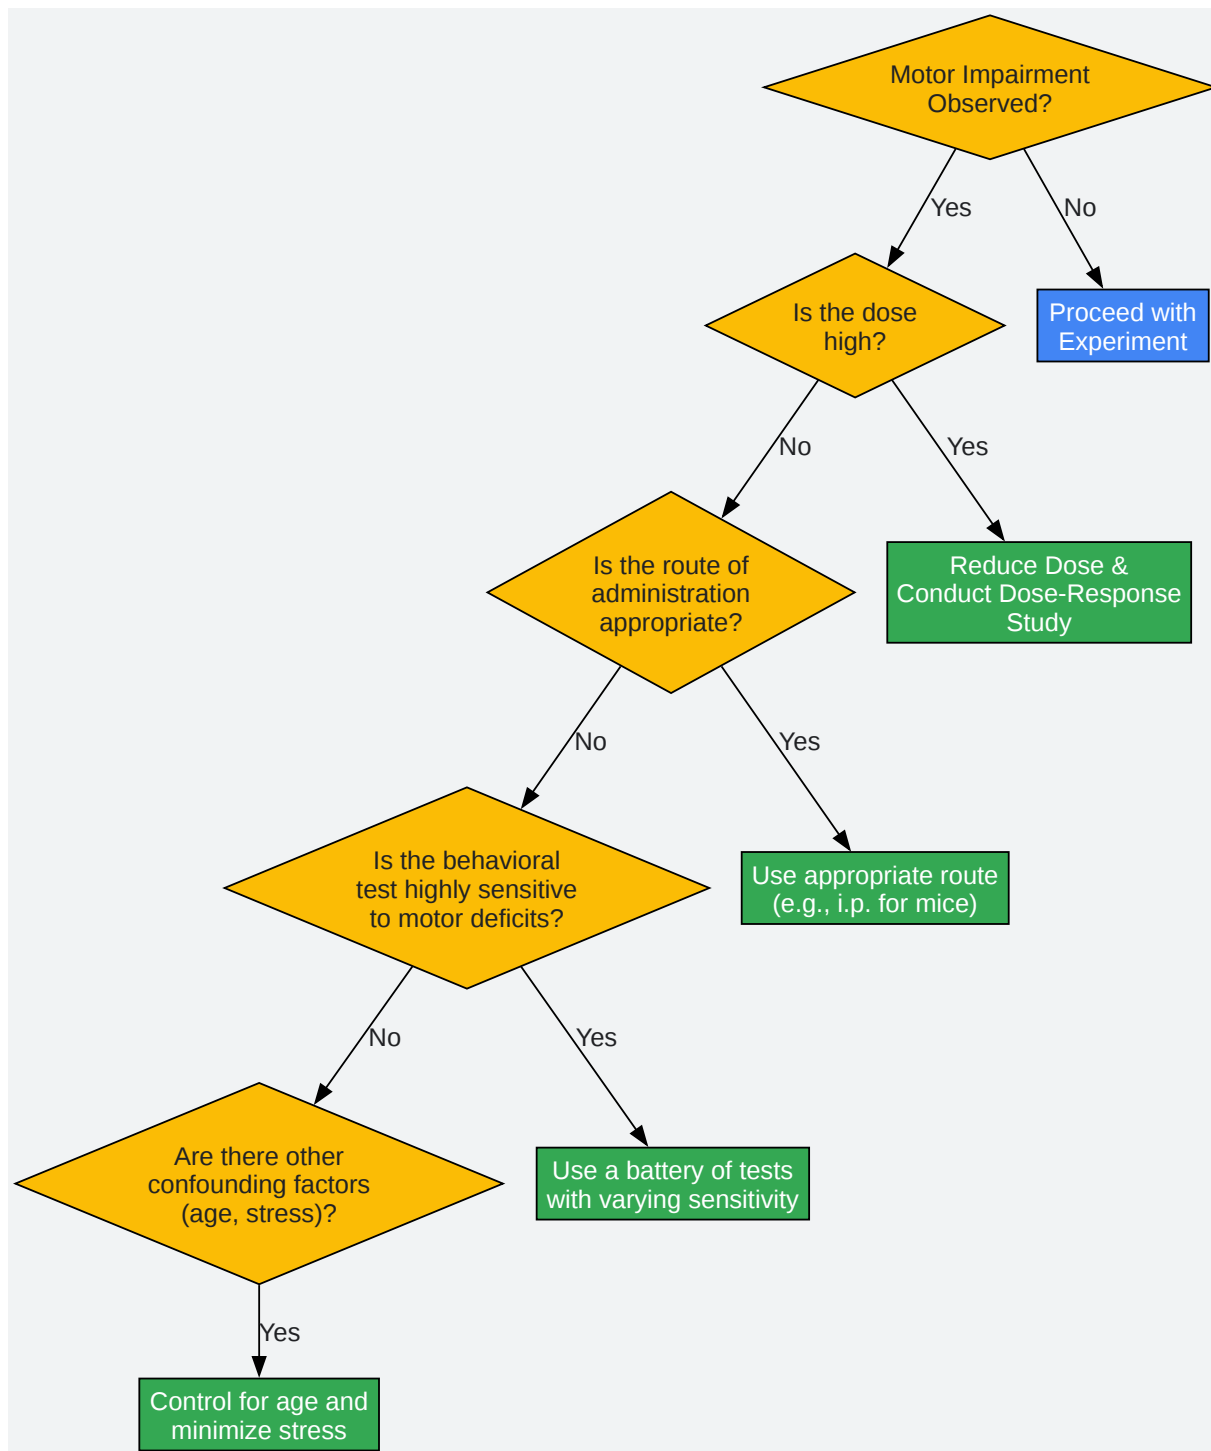 Motor Impairment
Observed?
Yes
No
Is the dose
high?
Proceed with
Experiment
No
Yes
Is the route of
administration
appropriate?
Reduce Dose &
Conduct Dose-Response
Study
No
Yes
Is the behavioral
test highly sensitive
to motor deficits?
Use appropriate route
(e.g., i.p. for mice)
No
Yes
Are there other
confounding factors
(age, stress)?
Use a battery of tests
with varying sensitivity
Yes
Control for age and
minimize stress